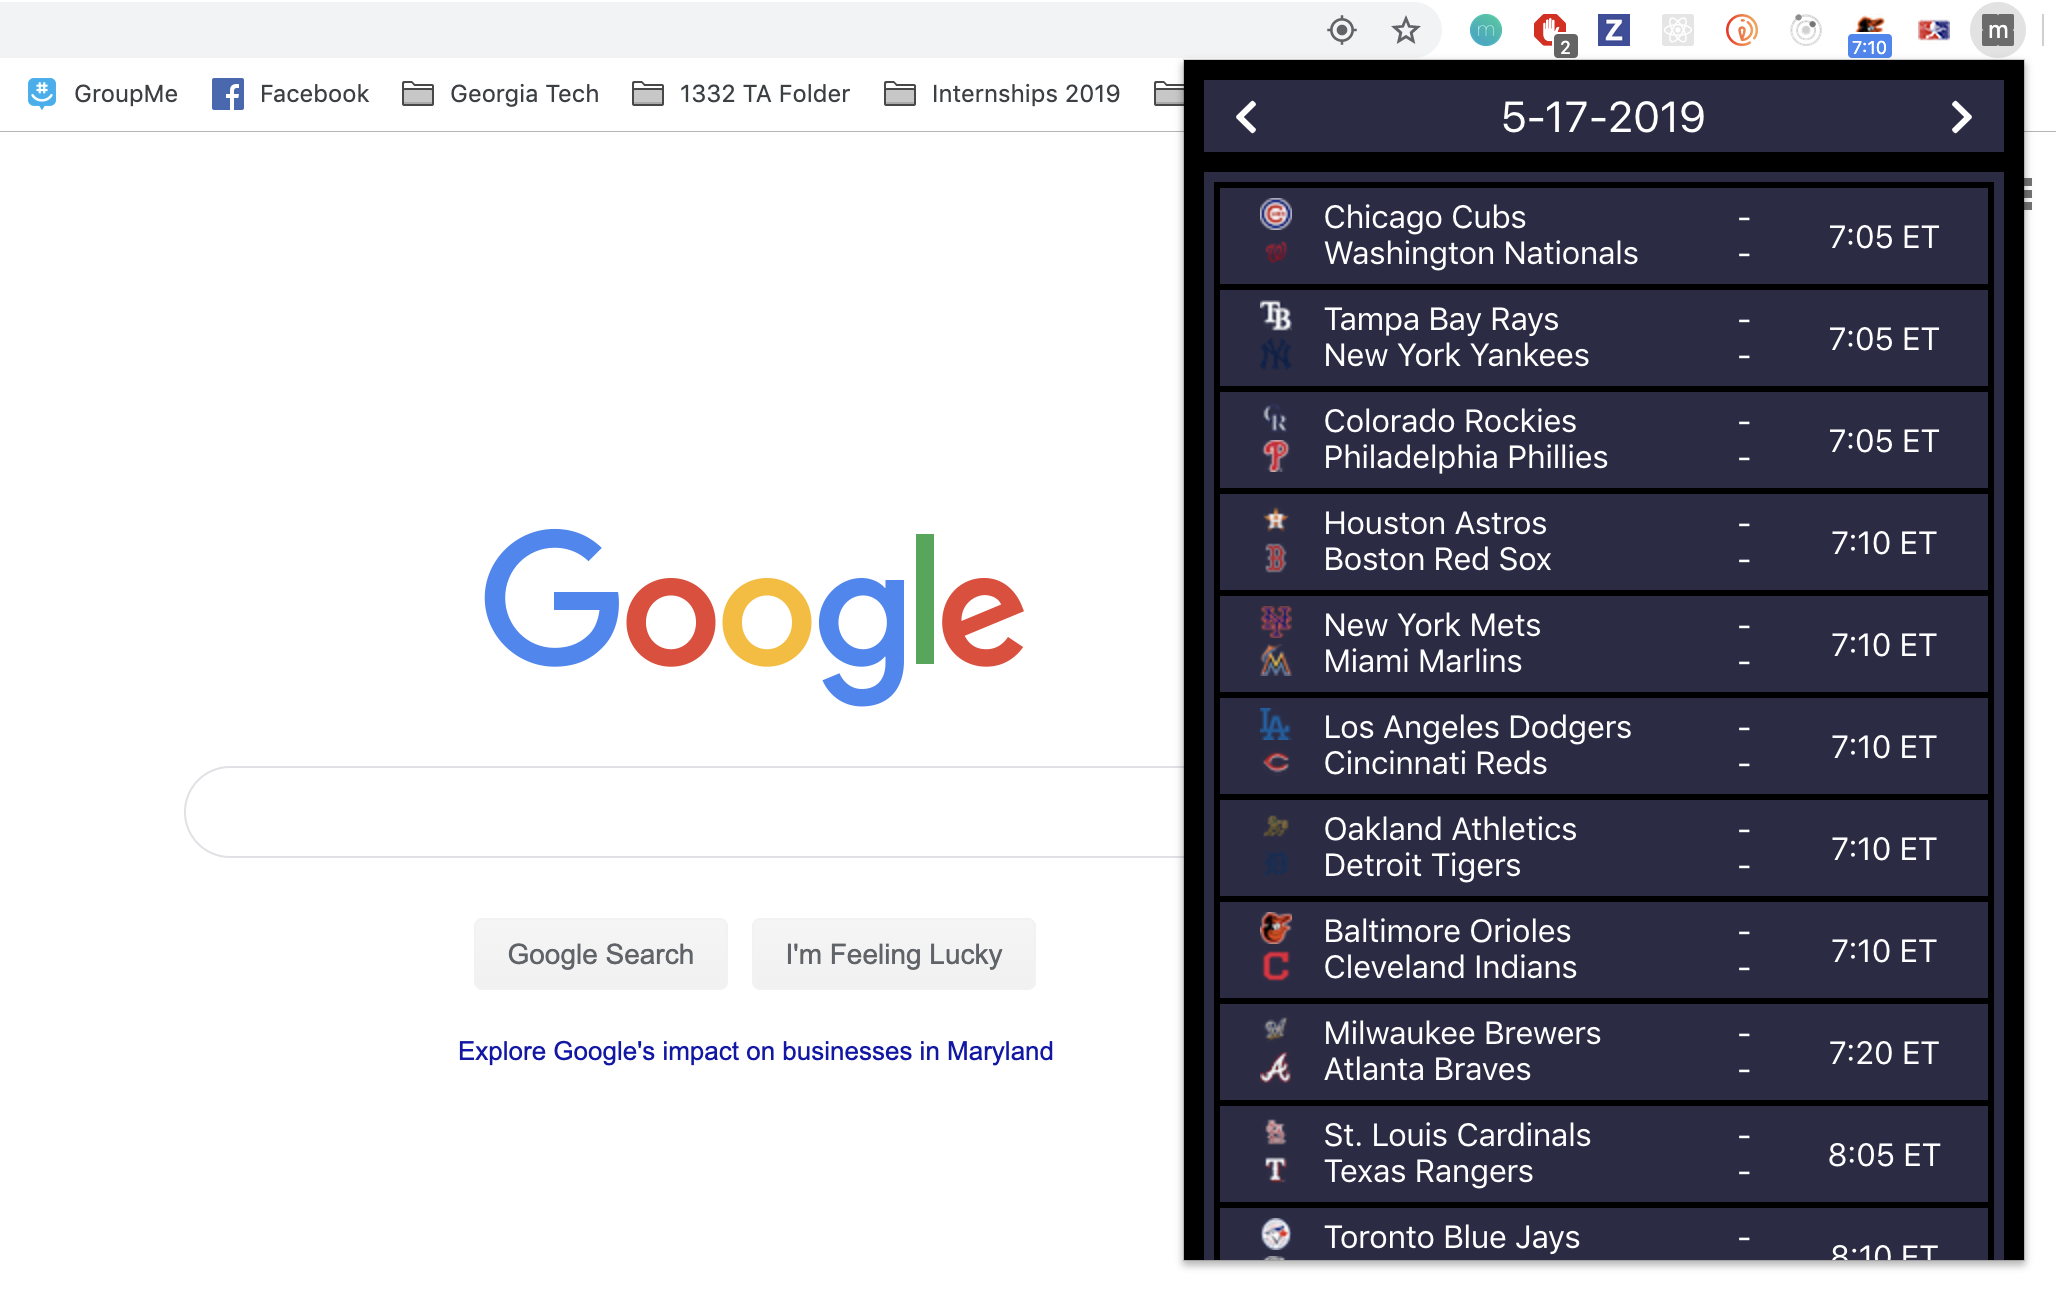 2
Z
7:10
m
GroupMe
Facebook
Georgia Tech
1332 TA Folder
Internships 2019
5-17-2019
Chicago Cubs -
Washington Nationals -
7:05 ET
Tampa Bay Rays -
New York Yankees -
7:05 ET
Colorado Rockies -
Philadelphia Phillies -
7:05 ET
Houston Astros -
Boston Red Sox -
7:10 ET
New York Mets -
Miami Marlins -
7:10 ET
Los Angeles Dodgers -
Cincinnati Reds -
7:10 ET
Oakland Athletics -
Detroit Tigers -
7:10 ET
Baltimore Orioles -
Cleveland Indians -
7:10 ET
Milwaukee Brewers -
Atlanta Braves -
7:20 ET
St. Louis Cardinals -
Texas Rangers -
8:05 ET
Toronto Blue Jays -
8:10 ET
Google
Google Search
I'm Feeling Lucky
Explore Google's impact on businesses in Maryland